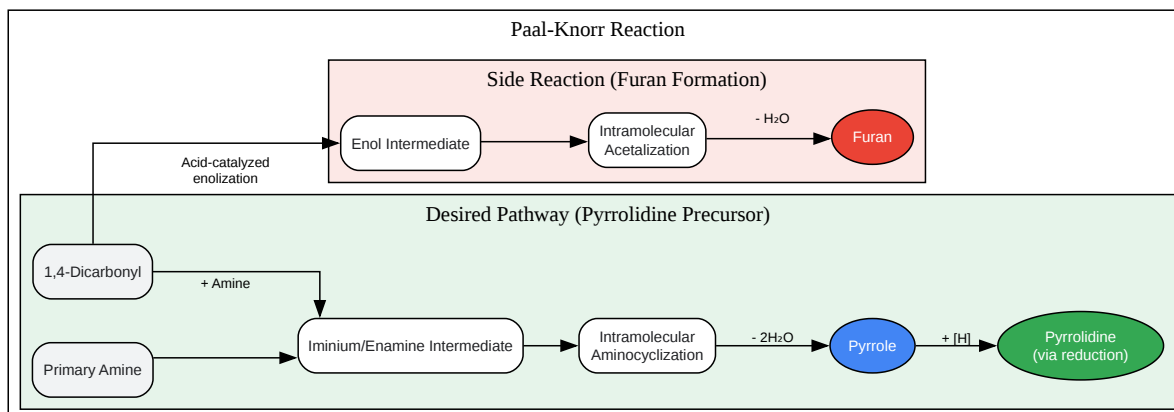 Paal-Knorr Reaction
Side Reaction (Furan Formation)
Enol Intermediate
Intramolecular
Acetalization
- H₂O
Furan
Acid-catalyzed
enolization
Desired Pathway (Pyrrolidine Precursor)
1,4-Dicarbonyl
+ Amine
Primary Amine
Iminium/Enamine Intermediate
Intramolecular
Aminocyclization
- 2H₂O
Pyrrole
+ [H]
Pyrrolidine
(via reduction)